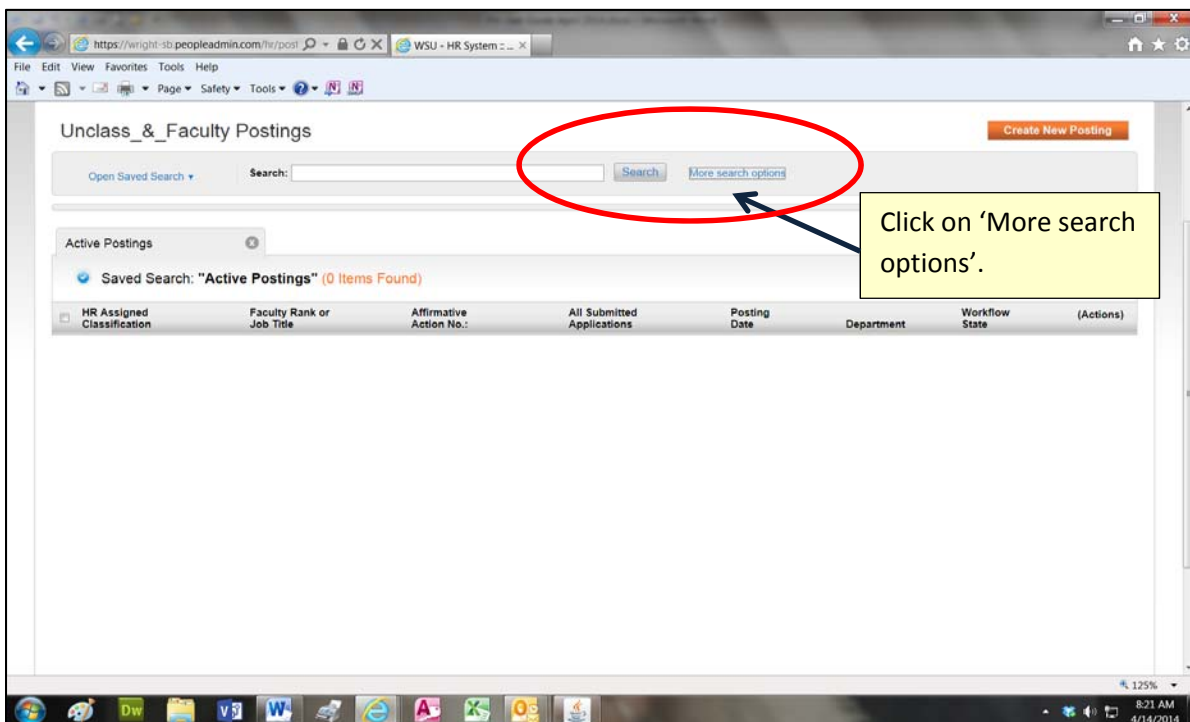 https://wright-sb.peopleadmin.com/hr/post
WSU - HR System :: ...
File Edit View Favorites Tools Help
Page Safety Tools
Unclass_&_Faculty Postings
Create New Posting
Open Saved Search
Search:
Search
More search options
Click on ‘More search
options’.
Active Postings
Saved Search: "Active Postings" (0 Items Found)
HR Assigned
Classification
Faculty Rank or
Job Title
Affirmative
Action No.:
All Submitted
Applications
Posting
Date
Department
Workflow
State
(Actions)
125%
Dw
8:21 AM
4/14/2014